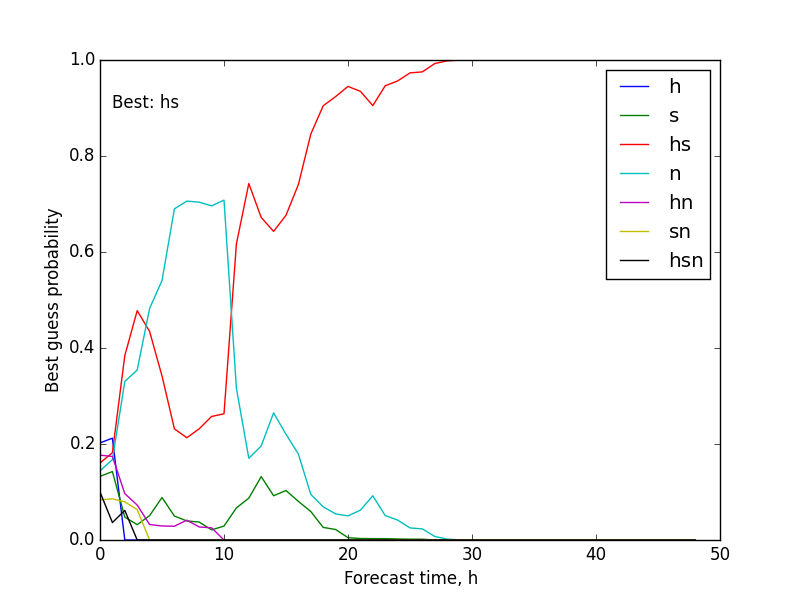 1.0
Best: hs
h
s
hs
n
hn
sn
hsn
0.8
0.6
0.4
0.2
0.0
Best guess probability
0 10 20 30 40 50
Forecast time, h